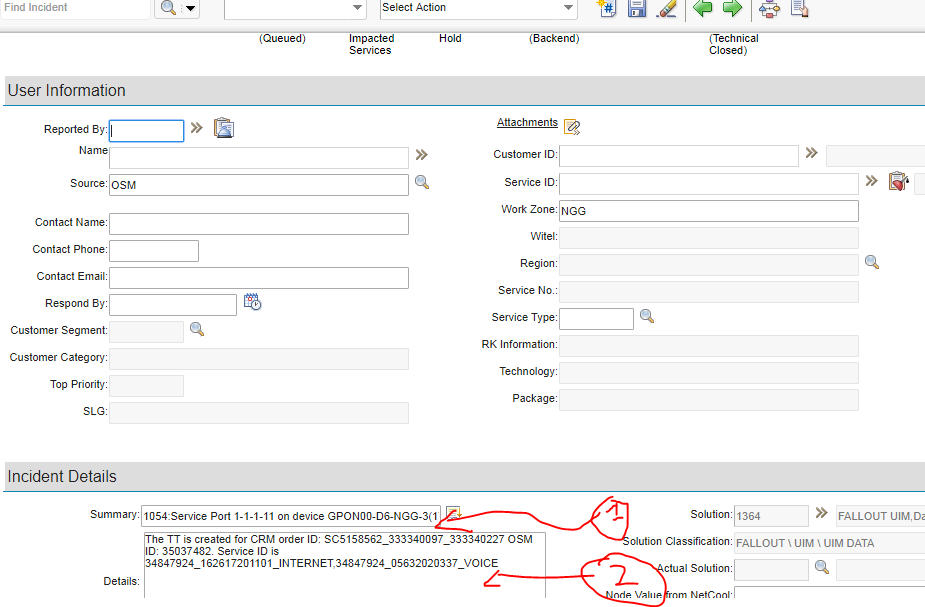 Find Incident
Select Action
(Queued) Impacted Services Hold (Backend) (Technical Closed)
User Information
Reported By:
Name
Source: OSM
Contact Name:
Contact Phone:
Contact Email:
Respond By:
Customer Segment:
Customer Category:
Top Priority:
SLG:
Attachments
Customer ID:
Service ID:
Work Zone: NGG
Witel:
Region:
Service No.:
Service Type:
RK Information:
Technology:
Package:
Incident Details
Summary: 1054:Service Port 1-1-1-11 on device GPON00-D6-NGG-3(1
1
Details:
The TT is created for CRM order ID: SC5158562_333340097_333340227 OSM
ID: 35037482. Service ID is
34847924_162617201101_INTERNET,34847924_05632020337_VOICE
2
Solution: 1364 FALLOUT UIM,Da
Solution Classification: FALLOUT \ UIM \ UIM DATA
Actual Solution:
Node Value from NetCool: